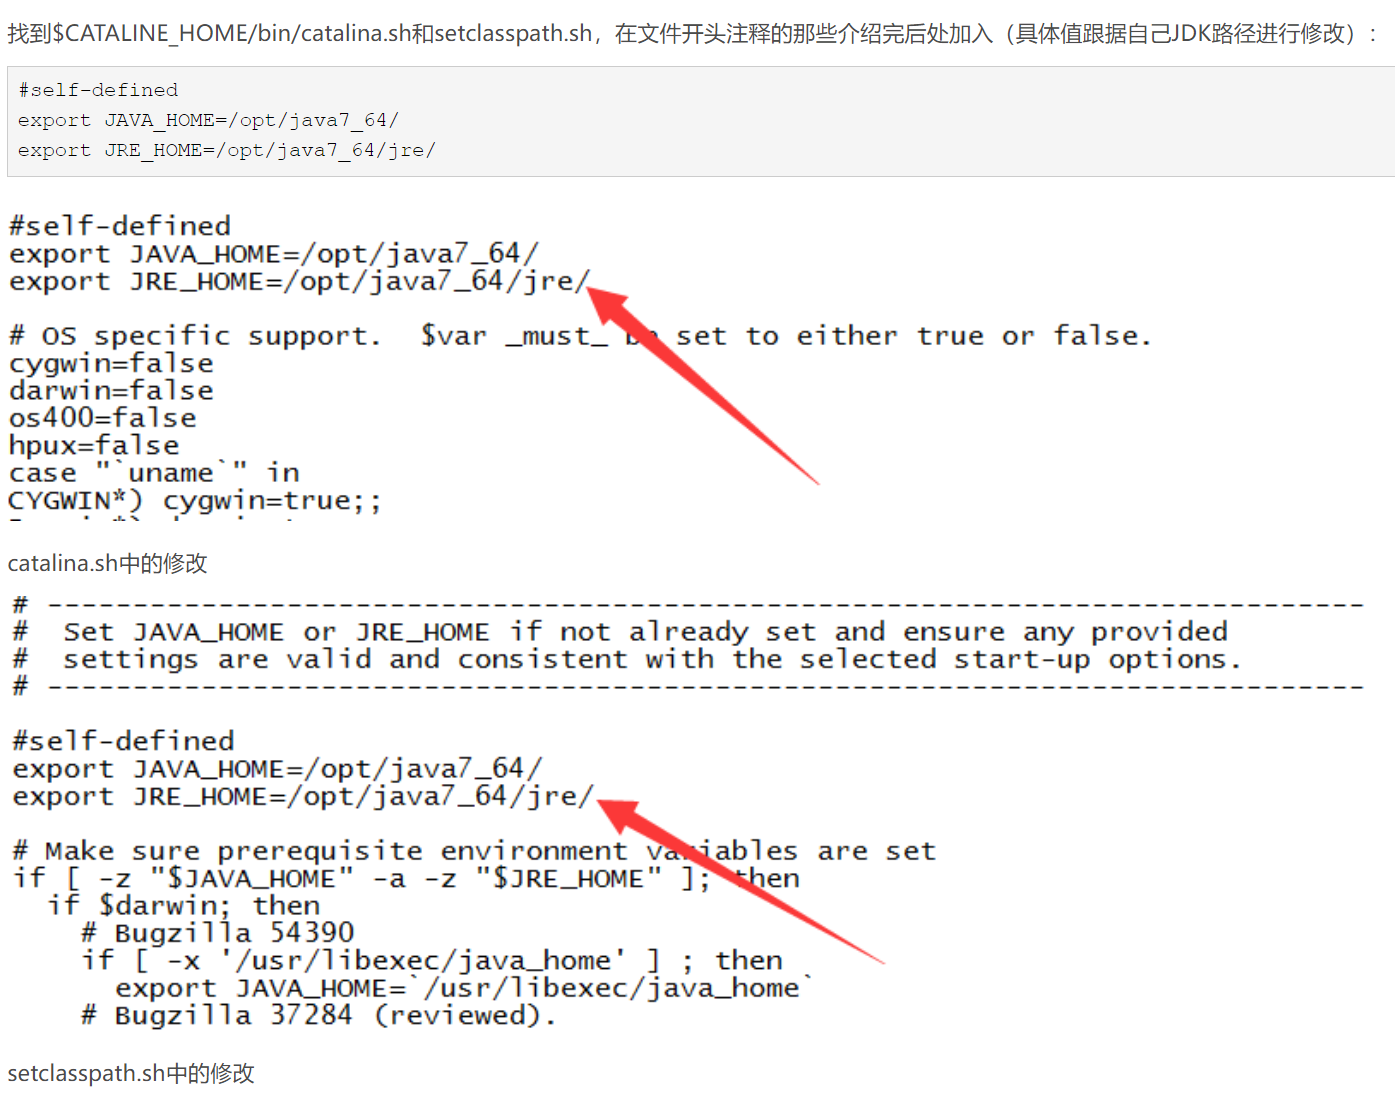 找到$CATALINE_HOME/bin/catalina.sh和setclasspath.sh，在文件开头注释的那些介绍完后处加入（具体值跟据自己JDK路径进行修改）：
#self-defined
export JAVA_HOME=/opt/java7_64/
export JRE_HOME=/opt/java7_64/jre/
#self-defined
export JAVA_HOME=/opt/java7_64/
export JRE_HOME=/opt/java7_64/jre/
# OS specific support.  $var _must_ be set to either true or false.
cygwin=false
darwin=false
os400=false
hpux=false
case "`uname`" in
CYGWIN*) cygwin=true;;
catalina.sh中的修改
# -----------------------------------------------------------------------------
#  Set JAVA_HOME or JRE_HOME if not already set and ensure any provided
#  settings are valid and consistent with the selected start-up options.
# -----------------------------------------------------------------------------
#self-defined
export JAVA_HOME=/opt/java7_64/
export JRE_HOME=/opt/java7_64/jre/
# Make sure prerequisite environment variables are set
if [ -z "$JAVA_HOME" -a -z "$JRE_HOME" ]; then
  if $darwin; then
    # Bugzilla 54390
    if [ -x '/usr/libexec/java_home' ] ; then
      export JAVA_HOME=`/usr/libexec/java_home`
    # Bugzilla 37284 (reviewed).
setclasspath.sh中的修改